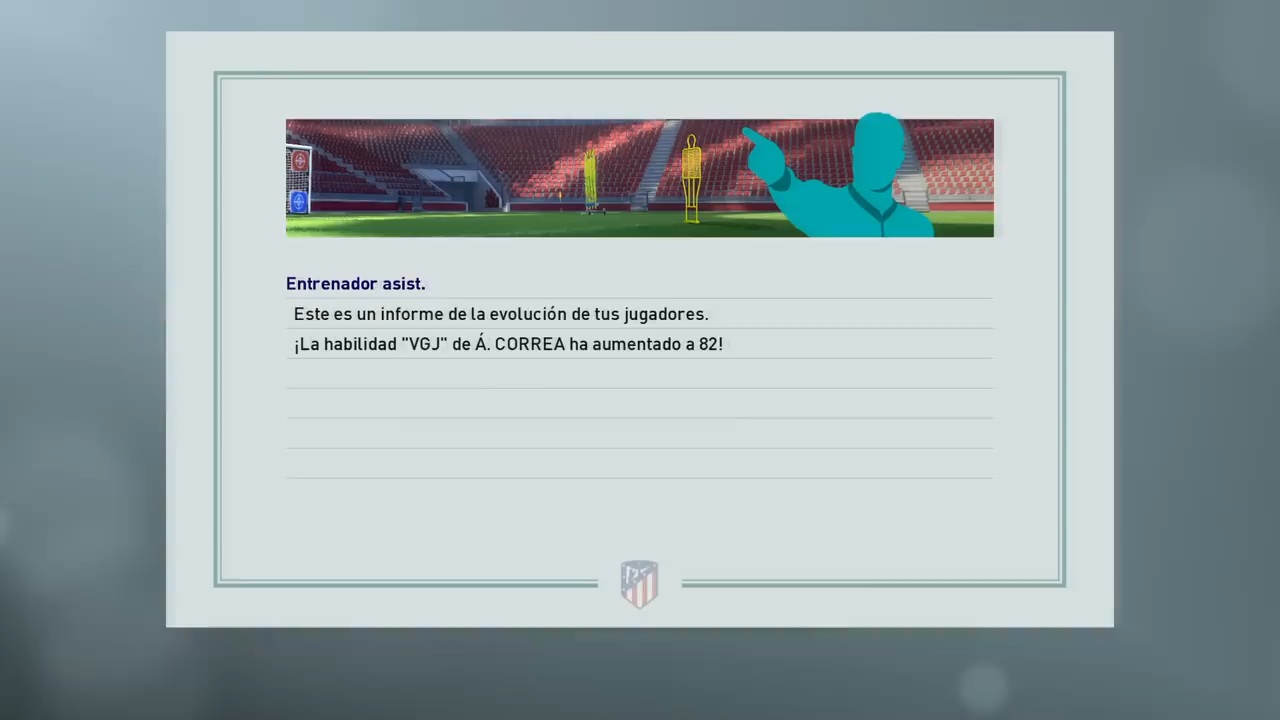 Entrenador asist.
Este es un informe de la evolución de tus jugadores.
¡La habilidad "VGJ" de Á. CORREA ha aumentado a 82!